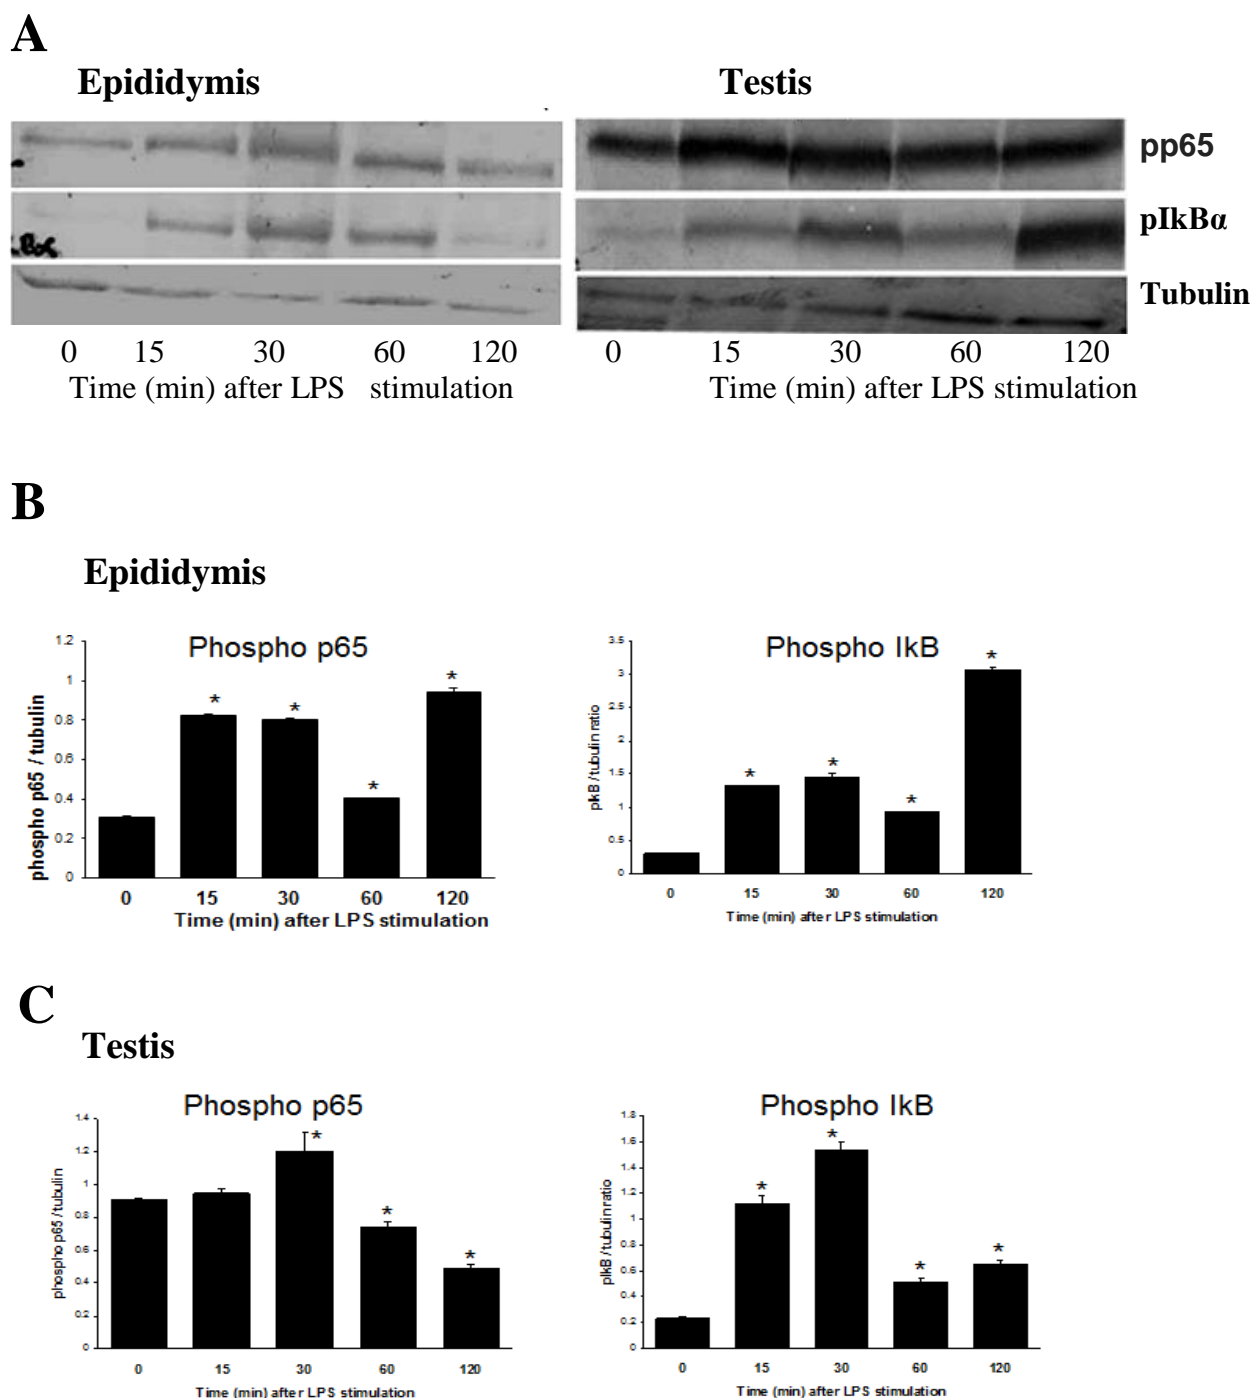 A
Epididymis
Testis
pp65
pIkBα
Tubulin
0 15 30 60 120
Time (min) after LPS stimulation
0 15 30 60 120
Time (min) after LPS stimulation
B
Epididymis
Phospho p65
phospho p65 / tubulin
1.2
1
0.8
0.6
0.4
0.2
0
* * * *
0 15 30 60 120
Time (min) after LPS stimulation
Phospho IkB
pIkB / tubulin ratio
3.5
3
2.5
2
1.5
1
0.5
0
* * * *
0 15 30 60 120
Time (min) after LPS stimulation
C
Testis
Phospho p65
phospho p65 / tubulin
1.4
1.2
1
0.8
0.6
0.4
0.2
0
* * *
0 15 30 60 120
Time (min) after LPS stimulation
Phospho IkB
pIkB / tubulin ratio
1.8
1.6
1.4
1.2
1
0.8
0.6
0.4
0.2
0
* * * *
0 15 30 60 120
Time (min) after LPS stimulation